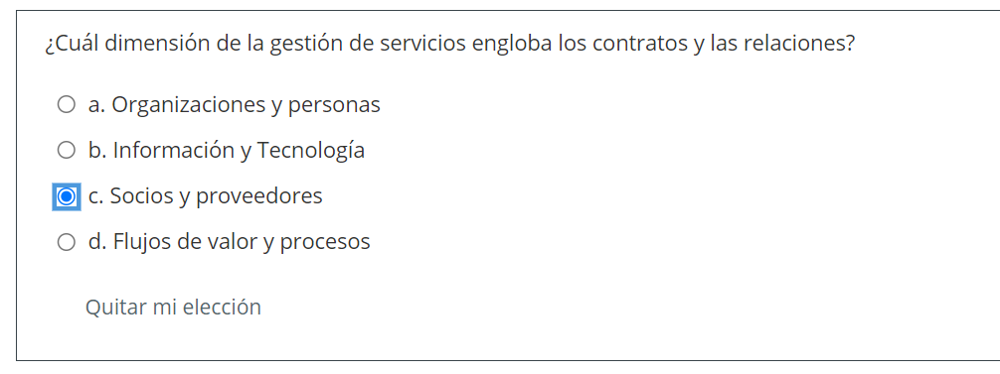 ¿Cuál dimensión de la gestión de servicios engloba los contratos y las relaciones?
a. Organizaciones y personas
b. Información y Tecnología
c. Socios y proveedores
d. Flujos de valor y procesos
Quitar mi elección